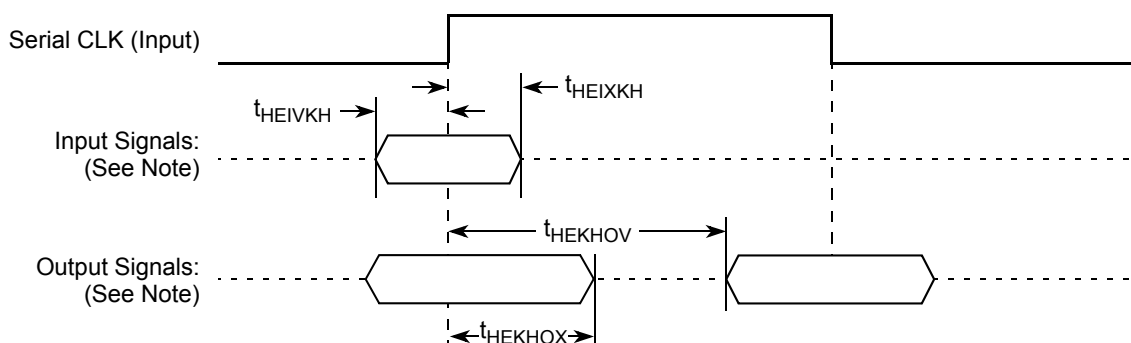 Serial CLK (Input)
tHEIXKH
tHEIVKH
Input Signals:
(See Note)
tHEKHOV
Output Signals:
(See Note)
tHEKHOX